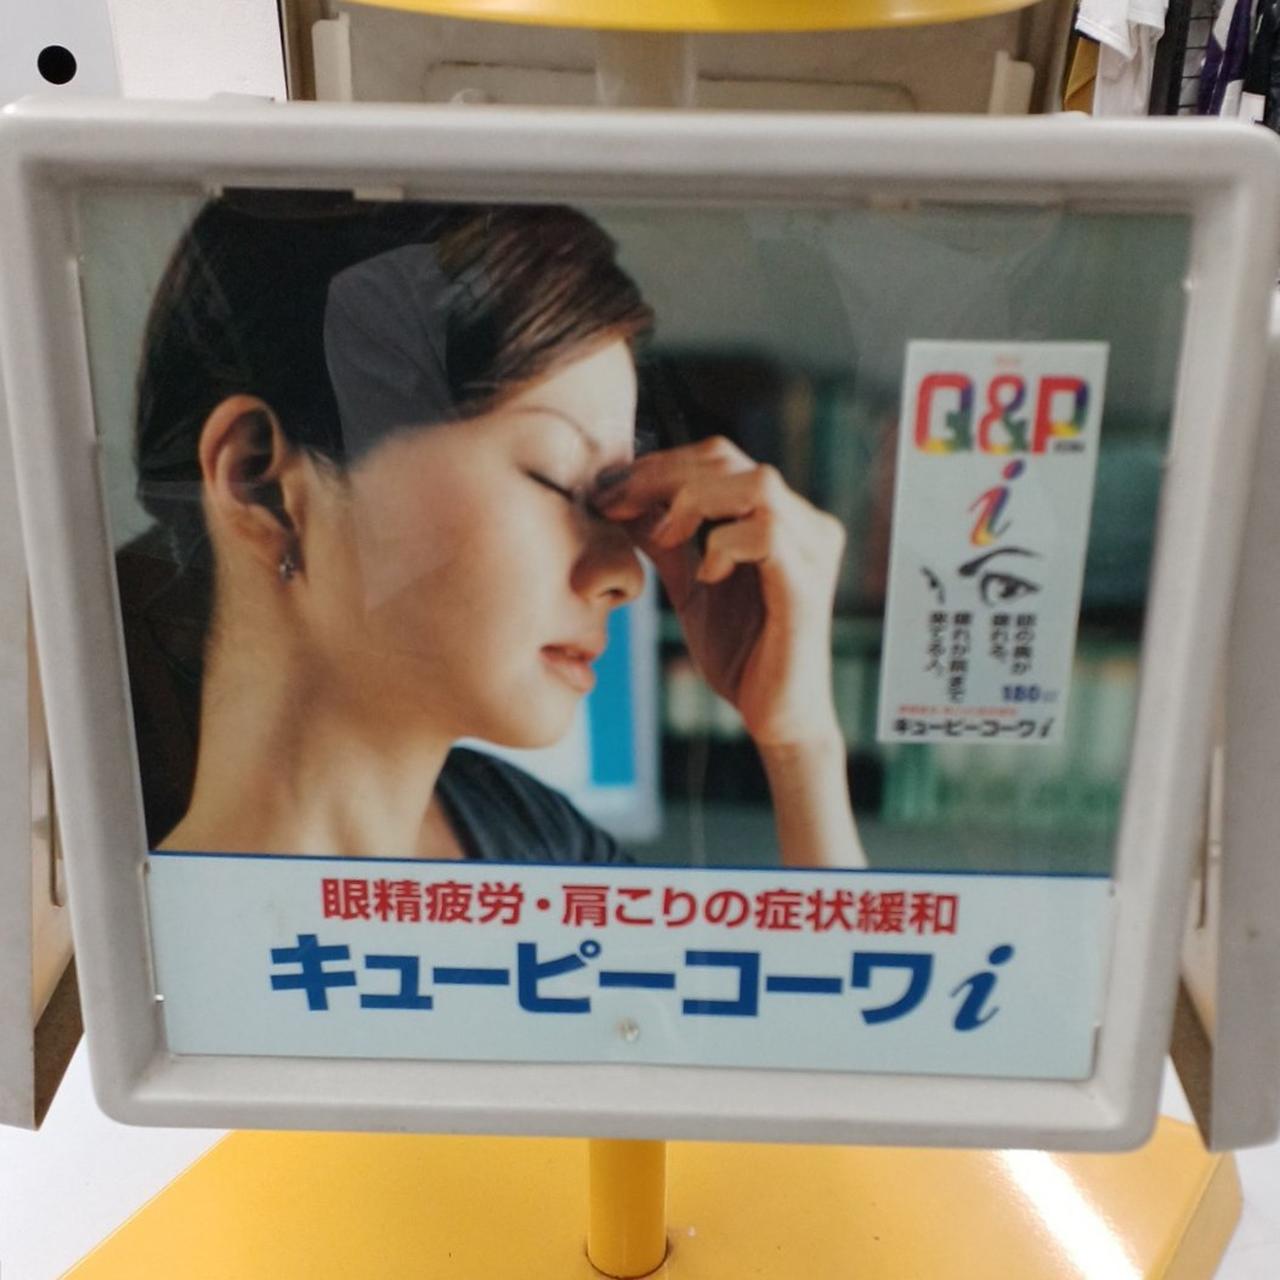 Q&P
i
眼の奥が
疲れる。
疲れが眼まで
来てる人。
180
キューピーコーワi
眼精疲労・肩こりの症状緩和
キューピーコーワi